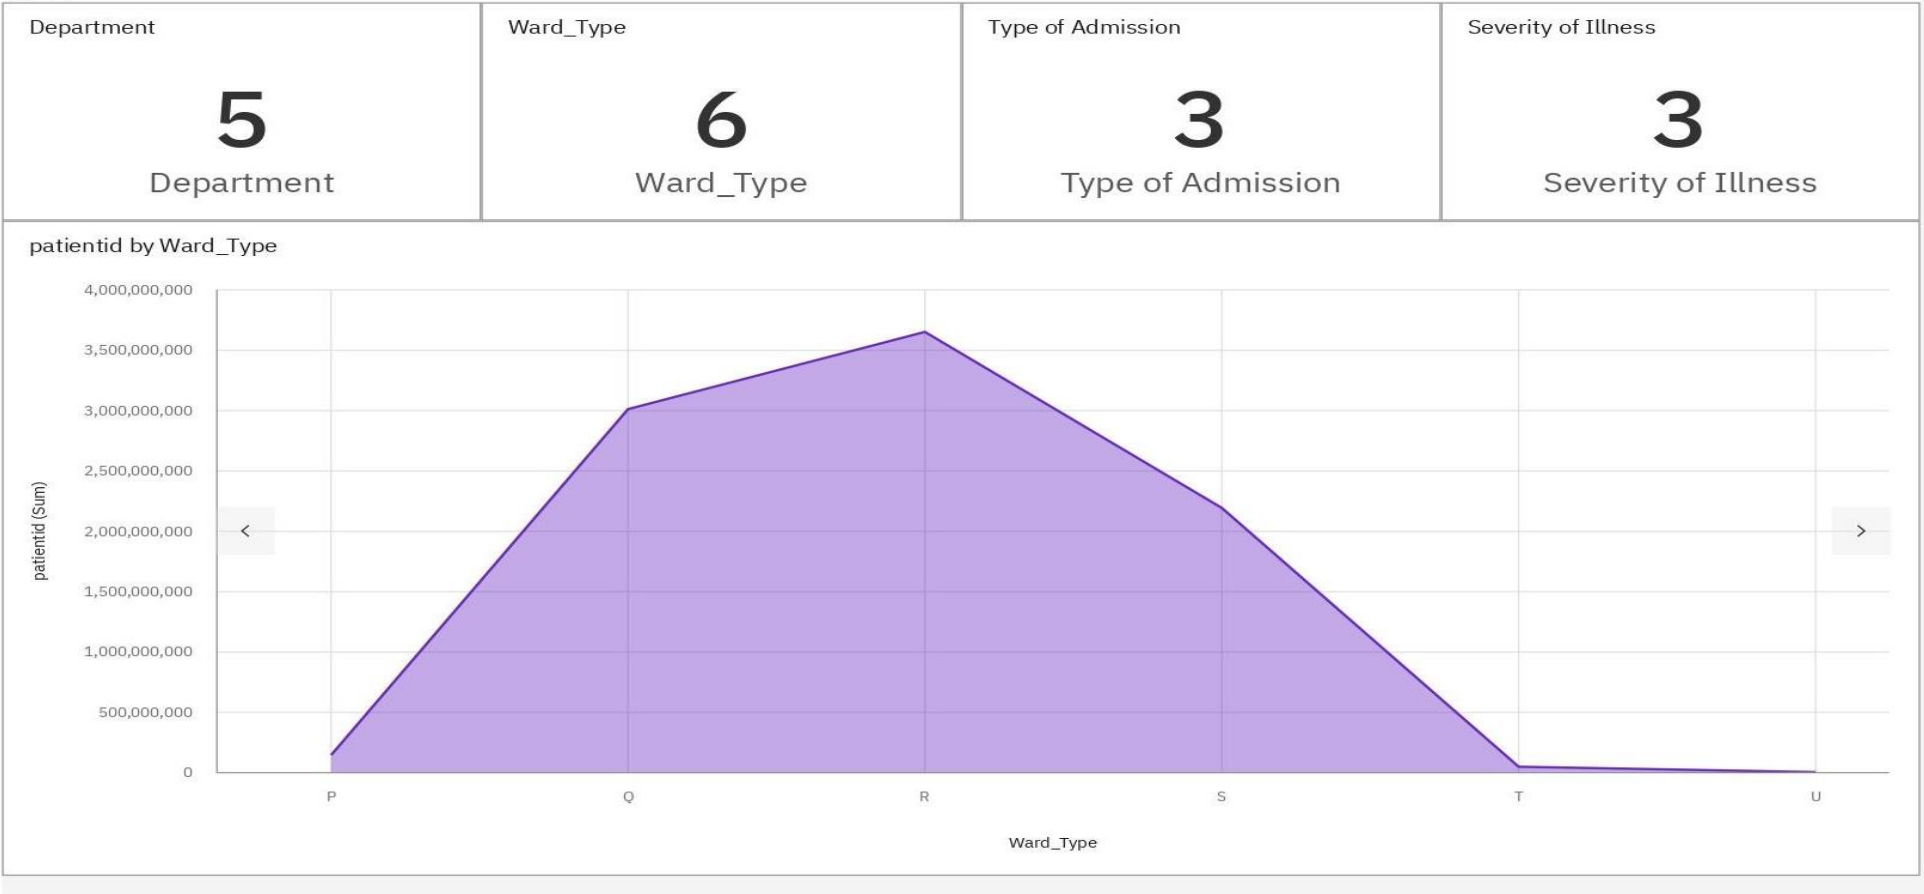 Department
5
Department
Ward_Type
6
Ward_Type
Type of Admission
3
Type of Admission
Severity of Illness
3
Severity of Illness
patientid by Ward_Type
patientid (Sum)
4,000,000,000
3,500,000,000
3,000,000,000
2,500,000,000
2,000,000,000
1,500,000,000
1,000,000,000
500,000,000
0
P Q R S T U
Ward_Type